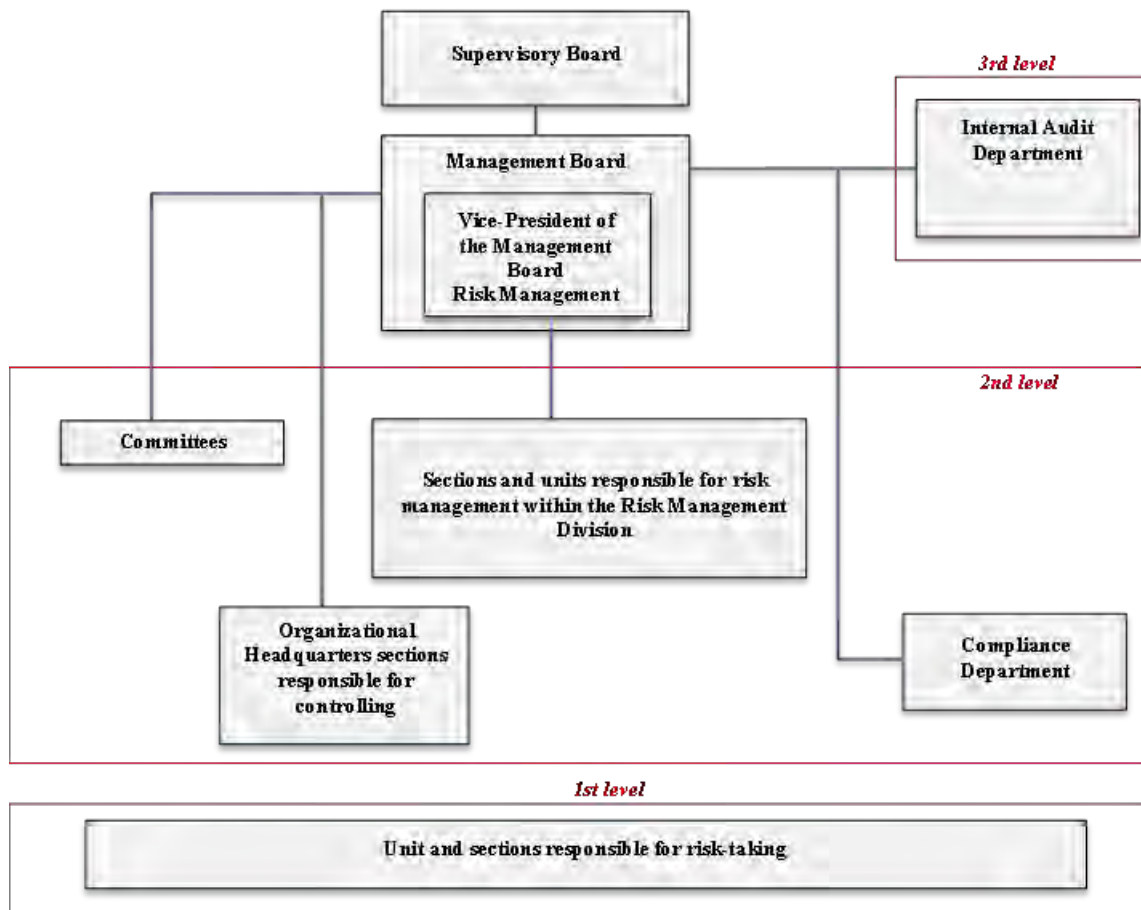 Supervisory Board
3rd level
Internal Audit
Department
Management Board
Vice-President of
the Management
Board
Risk Management
2nd level
Committees
Sections and units responsible for risk
management within the Risk Management
Division
Organizational
Headquarters sections
responsible for
controlling
Compliance
Department
1st level
Unit and sections responsible for risk-taking